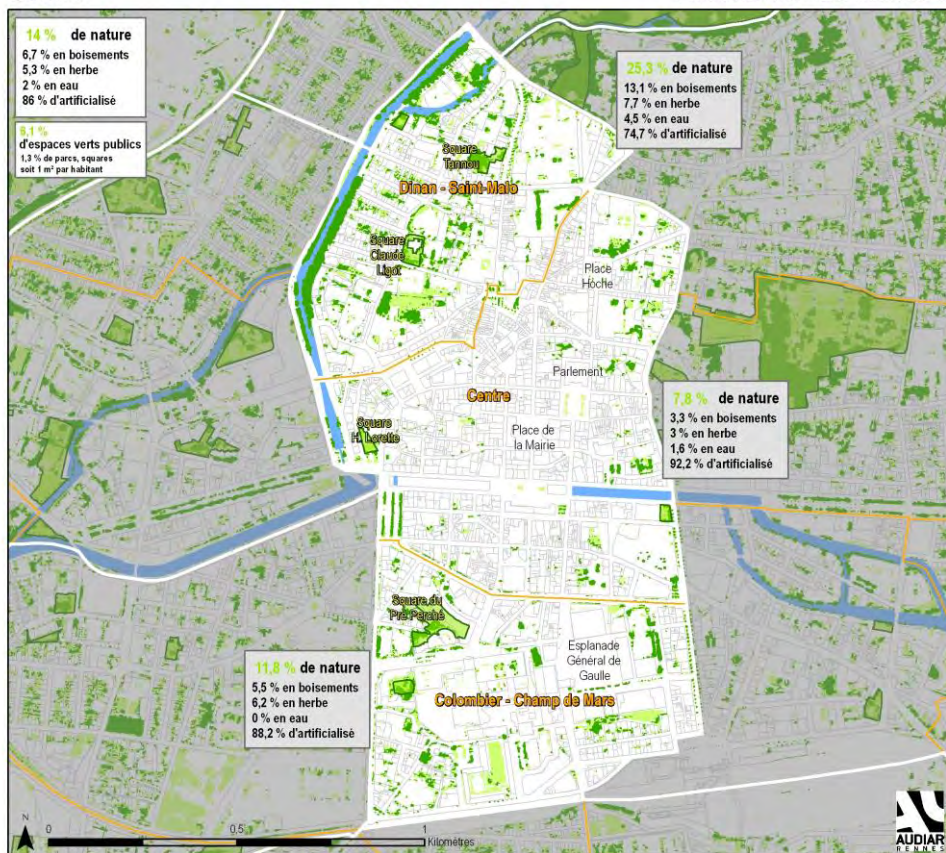 14 % de nature
6,7 % en boisements
5,3 % en herbe
2 % en eau
86 % d'artificialisé
6,1 %
d'espaces verts publics
1,3 % de parcs, squares
soit 1 m² par habitant
25,3 % de nature
13,1 % en boisements
7,7 % en herbe
4,5 % en eau
74,7 % d'artificialisé
Square
Tannou
Dinan - Saint-Malo
Square
Claude
Ligot
Place
Hoche
Parlement
Centre
Place de
la Mairie
Square
H. Lorette
7,8 % de nature
3,3 % en boisements
3 % en herbe
1,6 % en eau
92,2 % d'artificialisé
Square du
Pré Perché
Esplanade
Général de
Gaulle
11,8 % de nature
5,5 % en boisements
6,2 % en herbe
0 % en eau
88,2 % d'artificialisé
Colombier - Champ de Mars
N
0 0,5 1
Kilomètres
AUDIAR
RENNES